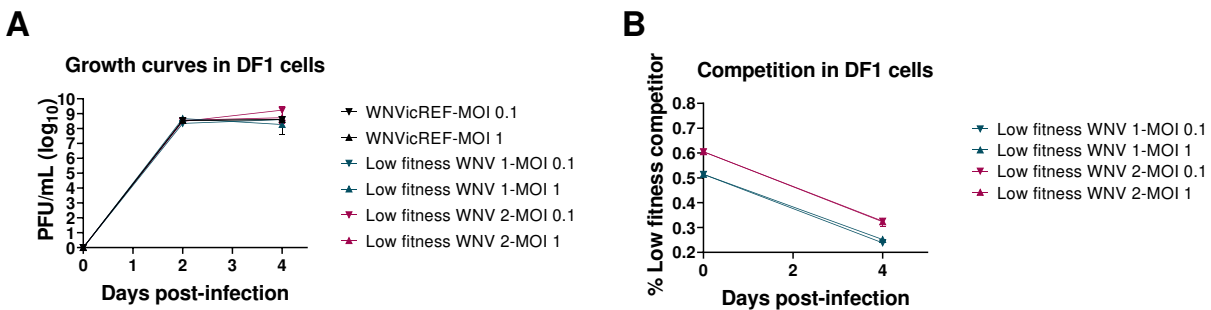 A
Growth curves in DF1 cells
PFU/mL (log10)
10
9
8
7
6
5
4
3
2
1
0
0 1 2 3 4
Days post-infection
WNVicREF-MOI 0.1
WNVicREF-MOI 1
Low fitness WNV 1-MOI 0.1
Low fitness WNV 1-MOI 1
Low fitness WNV 2-MOI 0.1
Low fitness WNV 2-MOI 1
B
Competition in DF1 cells
% Low fitness competitor
0.8
0.7
0.6
0.5
0.4
0.3
0.2
0 2 4
Days post-infection
Low fitness WNV 1-MOI 0.1
Low fitness WNV 1-MOI 1
Low fitness WNV 2-MOI 0.1
Low fitness WNV 2-MOI 1